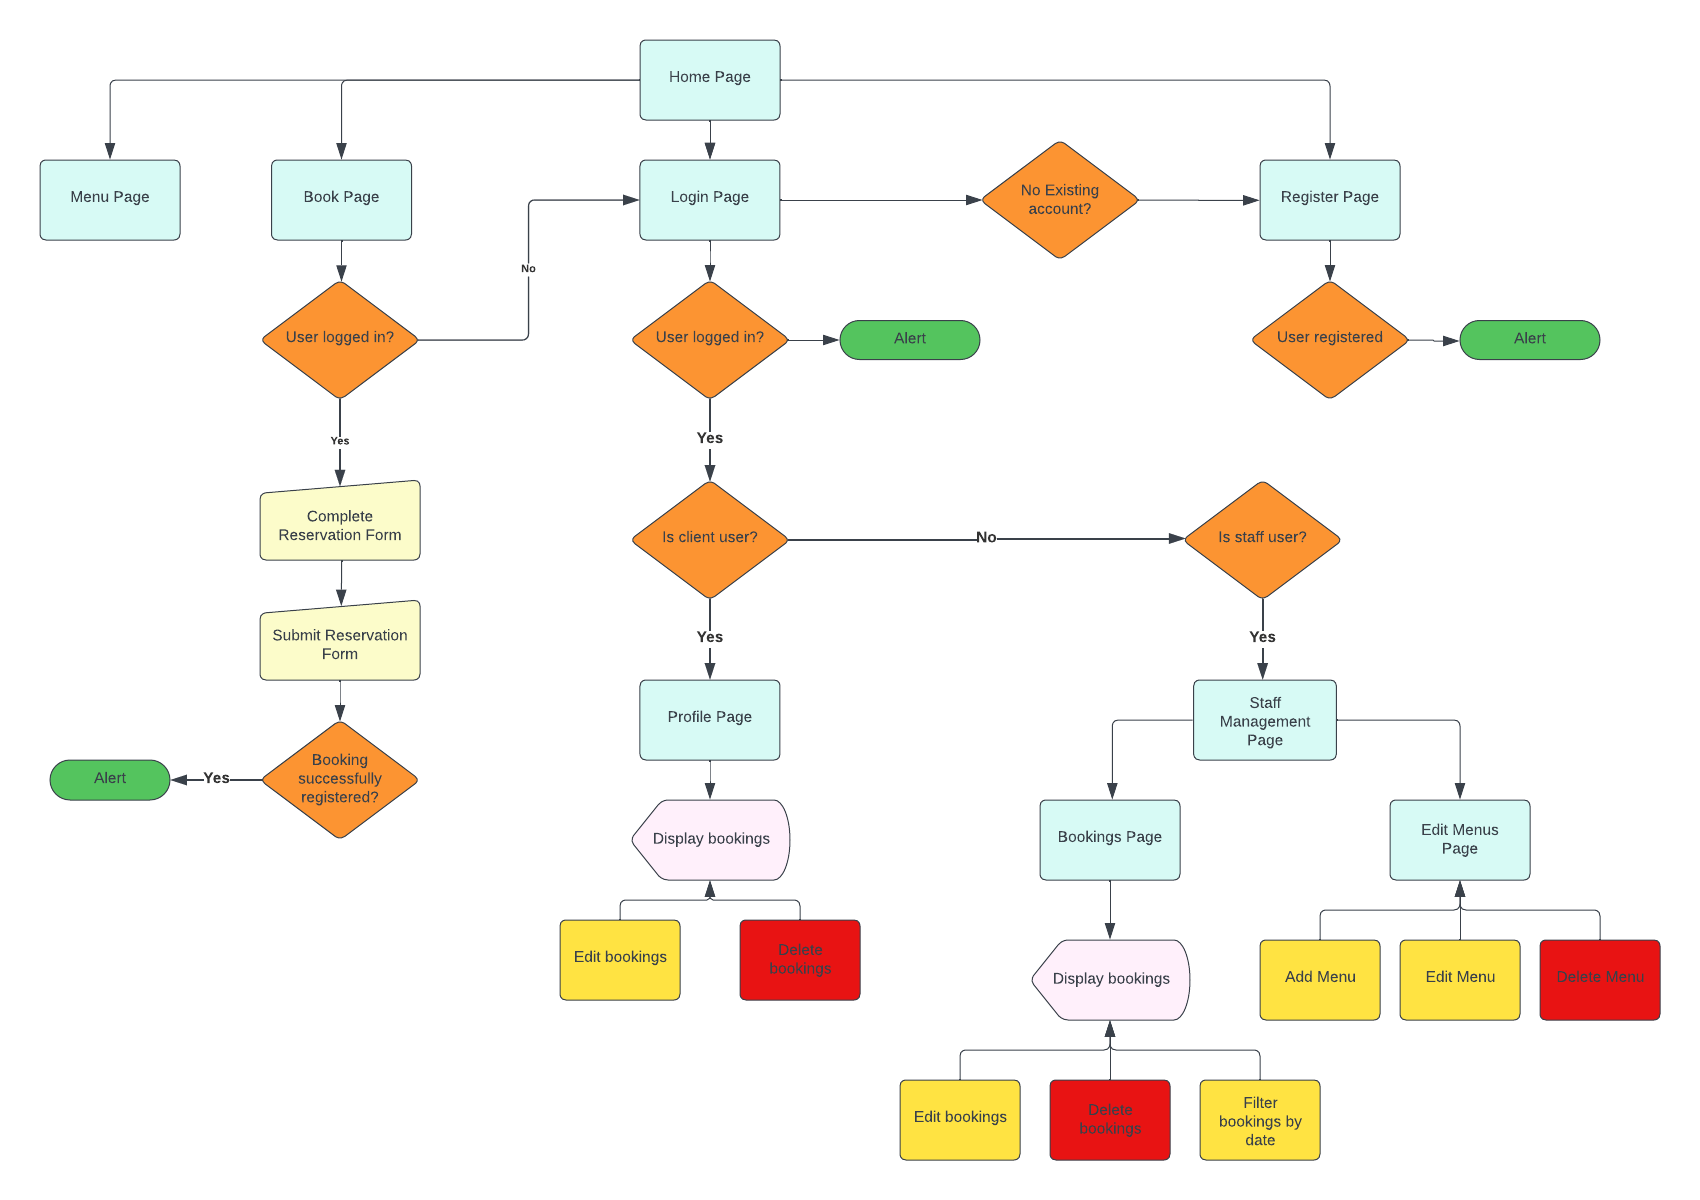 Home Page
Menu Page
Book Page
Login Page
No Existing
account?
Register Page
No
User logged in?
User logged in?
Alert
User registered
Alert
Yes
Yes
Complete
Reservation Form
Is client user?
No
Is staff user?
Submit Reservation
Form
Yes
Yes
Profile Page
Staff
Management
Page
Alert
Yes
Booking
successfully
registered?
Display bookings
Bookings Page
Edit Menus
Page
Edit bookings
Delete
bookings
Display bookings
Add Menu
Edit Menu
Delete Menu
Edit bookings
Delete
bookings
Filter
bookings by
date